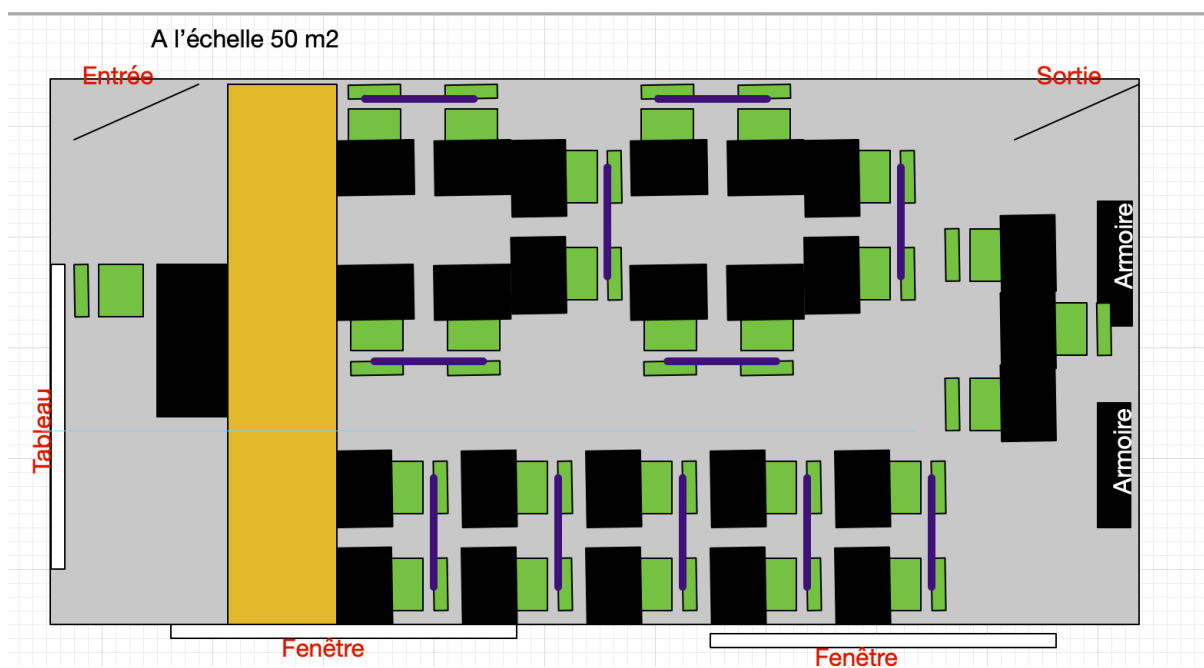 A l'échelle 50 m2
Entrée
Sortie
Armoire
Tableau
Armoire
Fenêtre
Fenêtre